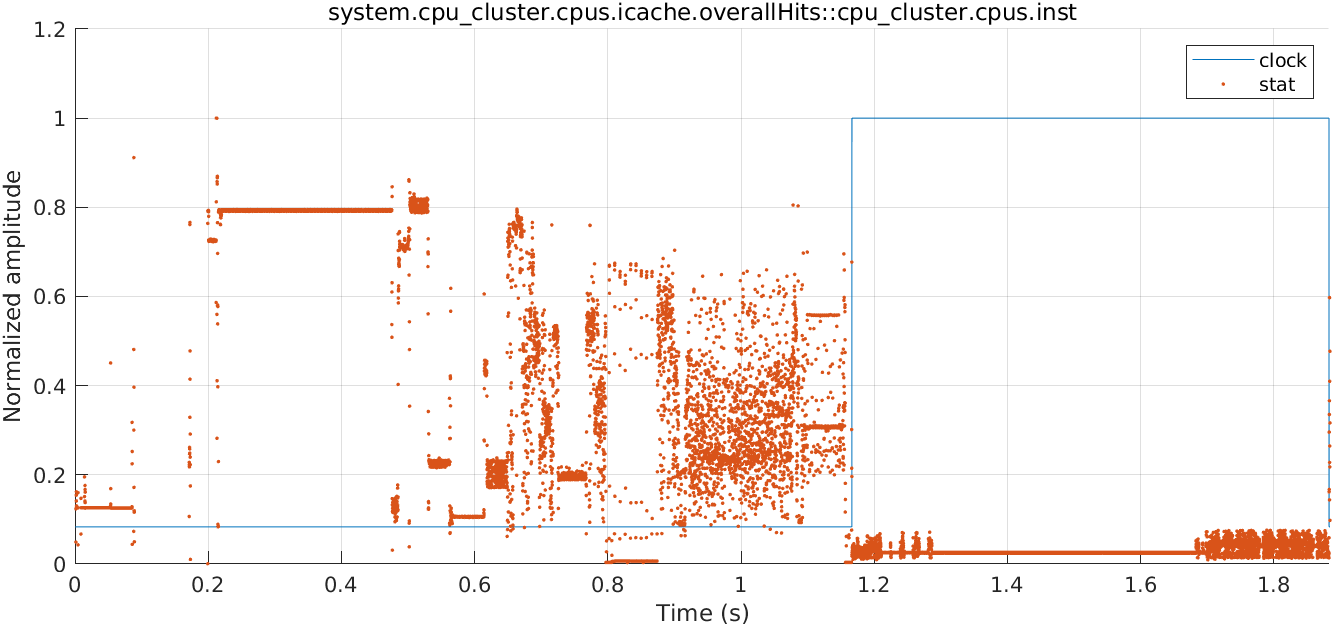 system.cpu_cluster.cpus.icache.overallHits::cpu_cluster.cpus.inst
1.2
1
0.8
0.6
0.4
0.2
0
Normalized amplitude
clock
stat
0 0.2 0.4 0.6 0.8 1 1.2 1.4 1.6 1.8
Time (s)